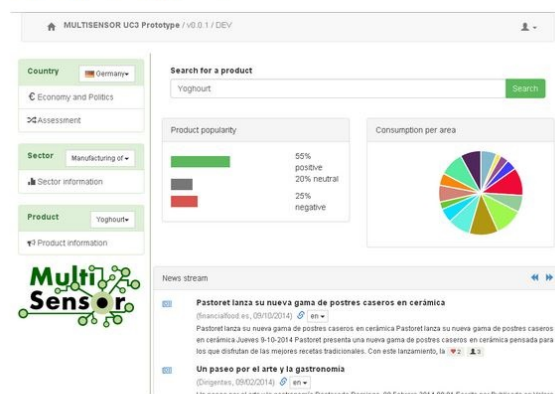 MULTISENSOR UC3 Prototype / v0.0.1 / DEV
Country
Germany
€ Economy and Politics
Assessment
Sector
Manufacturing of
Sector information
Product
Yoghourt
Product information
Multi
Sensor
Search for a product
Yoghourt
Search
Product popularity
55%
positive
20% neutral
25%
negative
Consumption per area
News stream
Pastoret lanza su nueva gama de postres caseros en cerámica
(financialfood.es, 09/10/2014) en
Pastoret lanza su nueva gama de postres caseros en cerámica Pastoret lanza su nueva gama de postres caseros
en cerámica Jueves 9-10-2014 Pastoret presenta una nueva gama de postres caseros en cerámica pensada para
los que disfrutan de las mejores recetas tradicionales. Con este lanzamiento, la 2 3
Un paseo por el arte y la gastronomía
(Dirigentes, 09/02/2014) en